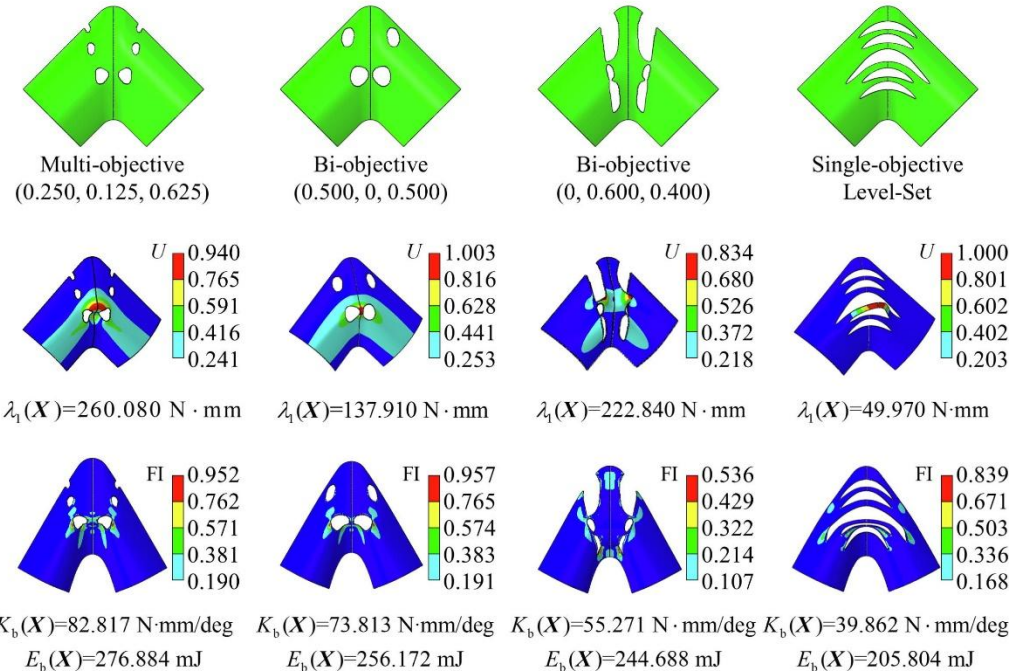 Multi-objective
(0.250, 0.125, 0.625)
Bi-objective
(0.500, 0, 0.500)
Bi-objective
(0, 0.600, 0.400)
Single-objective
Level-Set
U 0.940
0.765
0.591
0.416
0.241
U 1.003
0.816
0.628
0.441
0.253
U 0.834
0.680
0.526
0.372
0.218
U 1.000
0.801
0.602
0.402
0.203
λ₁(X)=260.080 N · mm
λ₁(X)=137.910 N · mm
λ₁(X)=222.840 N · mm
λ₁(X)=49.970 N·mm
FI 0.952
0.762
0.571
0.381
0.190
FI 0.957
0.765
0.574
0.383
0.191
FI 0.536
0.429
0.322
0.214
0.107
FI 0.839
0.671
0.503
0.336
0.168
K_b(X)=82.817 N·mm/deg
K_b(X)=73.813 N·mm/deg
K_b(X)=55.271 N · mm/deg
K_b(X)=39.862 N·mm/deg
E_b(X)=276.884 mJ
E_b(X)=256.172 mJ
E_b(X)=244.688 mJ
E_b(X)=205.804 mJ